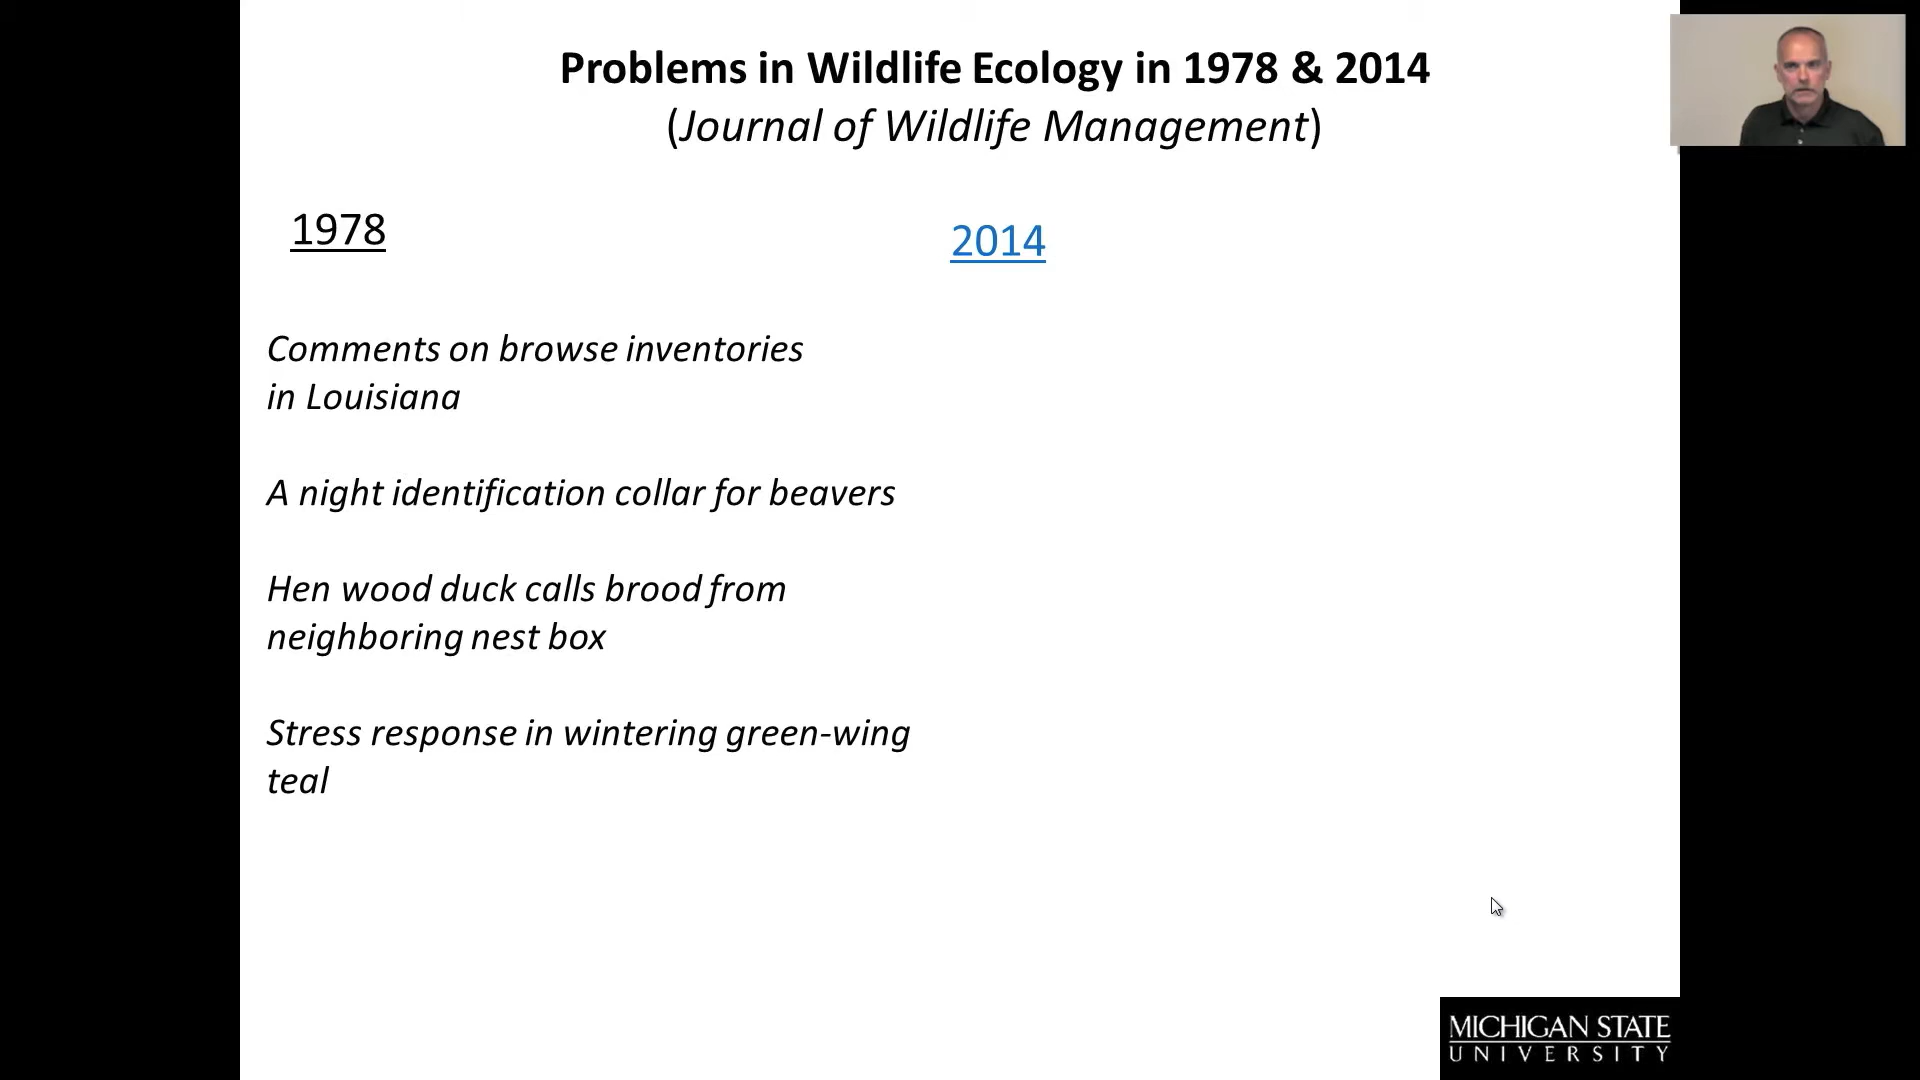 Problems in Wildlife Ecology in 1978 & 2014
(Journal of Wildlife Management)
1978
2014
Comments on browse inventories
in Louisiana
A night identification collar for beavers
Hen wood duck calls brood from
neighboring nest box
Stress response in wintering green-wing
teal
MICHIGAN STATE
UNIVERSITY